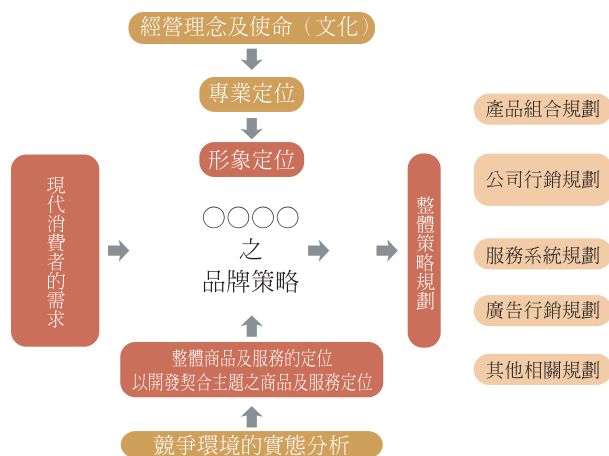 經營理念及使命（文化）
專業定位
形象定位
現代消費者的需求
○○○○
之
品牌策略
整體策略規劃
產品組合規劃
公司行銷規劃
服務系統規劃
廣告行銷規劃
其他相關規劃
整體商品及服務的定位
以開發契合主題之商品及服務定位
競爭環境的實態分析